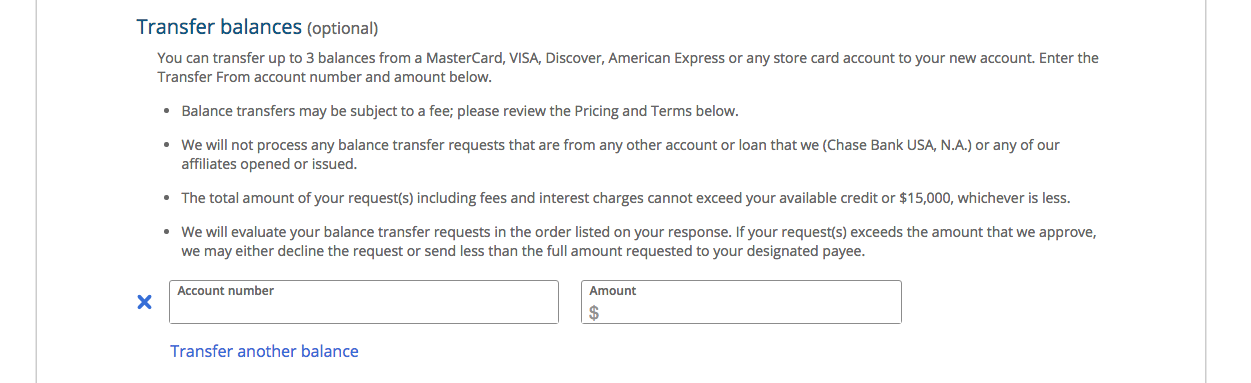 Transfer balances (optional)
You can transfer up to 3 balances from a MasterCard, VISA, Discover, American Express or any store card account to your new account. Enter the
Transfer From account number and amount below.
• Balance transfers may be subject to a fee; please review the Pricing and Terms below.
• We will not process any balance transfer requests that are from any other account or loan that we (Chase Bank USA, N.A.) or any of our
affiliates opened or issued.
• The total amount of your request(s) including fees and interest charges cannot exceed your available credit or $15,000, whichever is less.
• We will evaluate your balance transfer requests in the order listed on your response. If your request(s) exceeds the amount that we approve,
we may either decline the request or send less than the full amount requested to your designated payee.
Account number
Amount
$
Transfer another balance